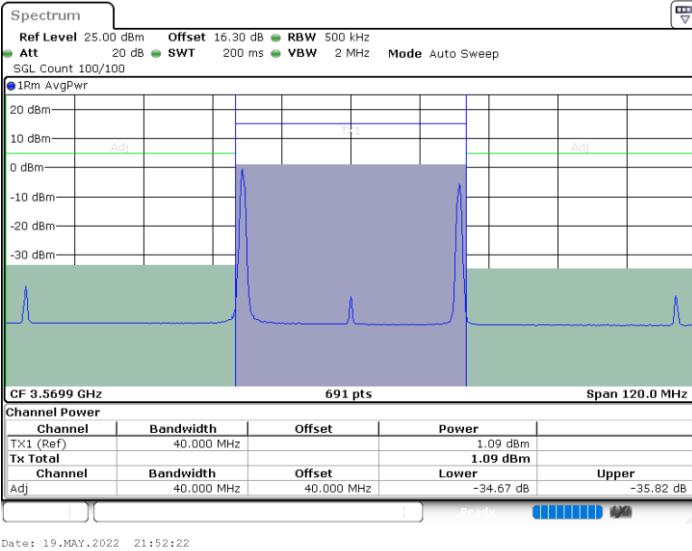 Spectrum
Ref Level 25.00 dBm Offset 16.30 dB RBW 500 kHz
Att 20 dB SWT 200 ms VBW 2 MHz Mode Auto Sweep
SGL Count 100/100
1Rm AvgPwr
20 dBm
TX1
10 dBm
Adj Adj
0 dBm
-10 dBm
-20 dBm
-30 dBm
CF 3.5699 GHz 691 pts Span 120.0 MHz
Channel Power
Channel Bandwidth Offset Power
TX1 (Ref) 40.000 MHz 1.09 dBm
Tx Total 1.09 dBm
Channel Bandwidth Offset Lower Upper
Adj 40.000 MHz 40.000 MHz -34.67 dB -35.82 dB
Ready
Date: 19.MAY.2022 21:52:22